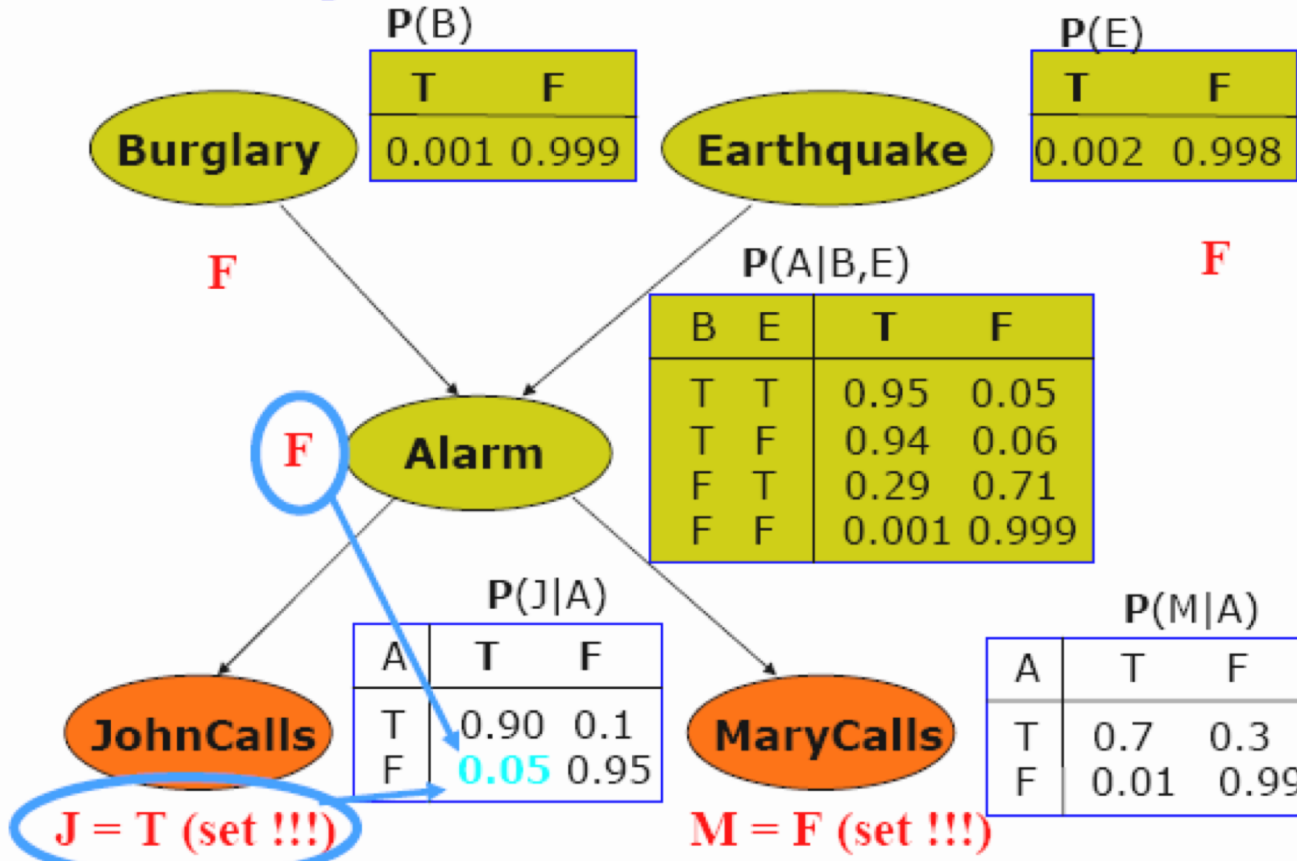 P(B)
T F
0.001 0.999
P(E)
T F
0.002 0.998
Burglary
Earthquake
F
F
P(A|B,E)
B E T F
T T 0.95 0.05
T F 0.94 0.06
F T 0.29 0.71
F F 0.001 0.999
F
Alarm
P(J|A)
A T F
T 0.90 0.1
F 0.05 0.95
P(M|A)
A T F
T 0.7 0.3
F 0.01 0.99
JohnCalls
MaryCalls
J = T (set !!!)
M = F (set !!!)